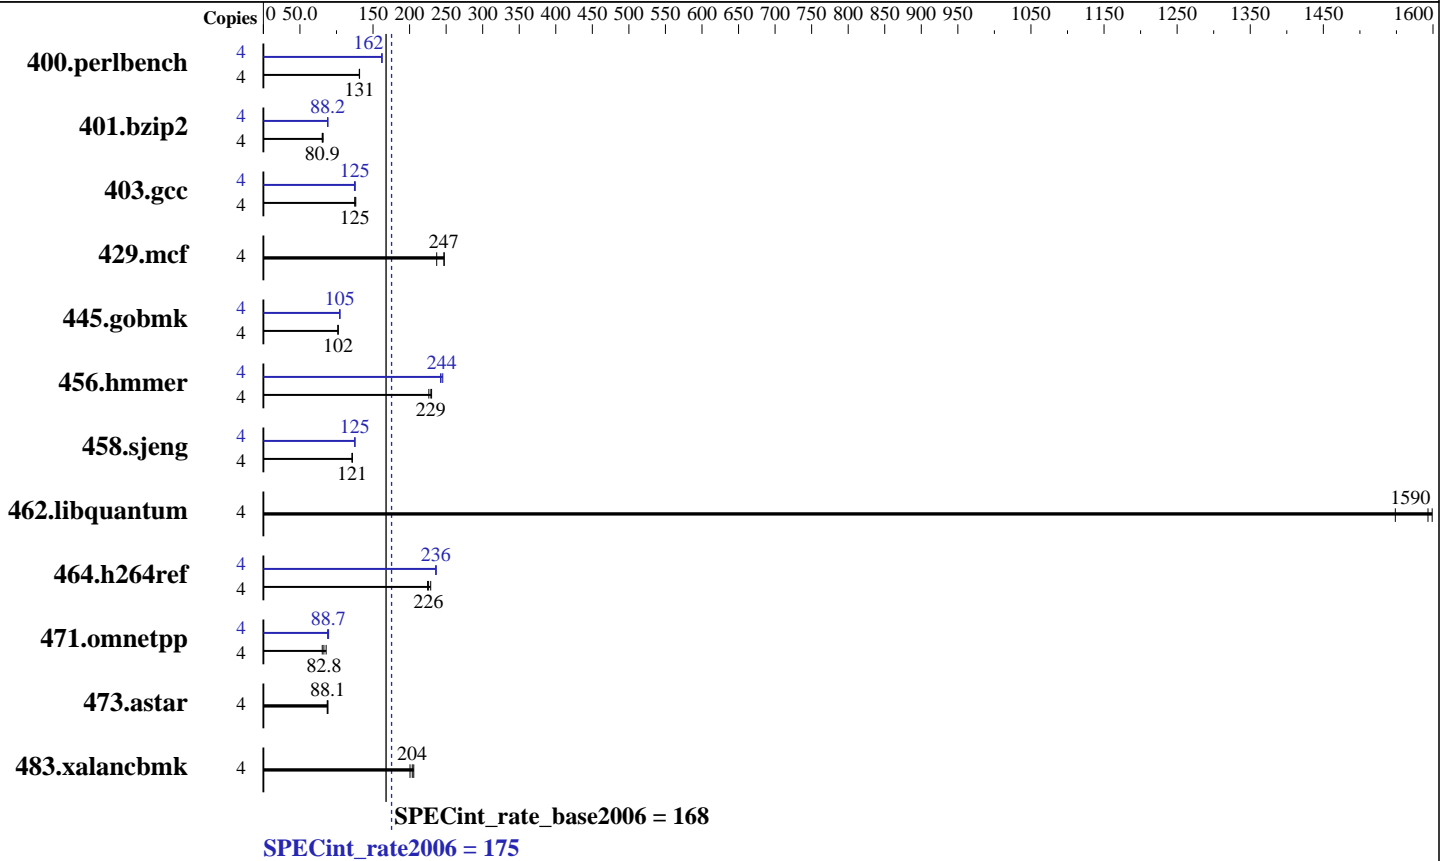 Copies 0 50.0 150 200 250 300 350 400 450 500 550 600 650 700 750 800 850 900 950 1050 1150 1250 1350 1450 1600
400.perlbench 4 162
4 131
401.bzip2 4 88.2
4 80.9
403.gcc 4 125
4 125
429.mcf 4 247
445.gobmk 4 105
4 102
456.hmmer 4 244
4 229
458.sjeng 4 125
4 121
462.libquantum 4 1590
464.h264ref 4 236
4 226
471.omnetpp 4 88.7
4 82.8
473.astar 4 88.1
483.xalancbmk 4 204
SPECint_rate_base2006 = 168
SPECint_rate2006 = 175